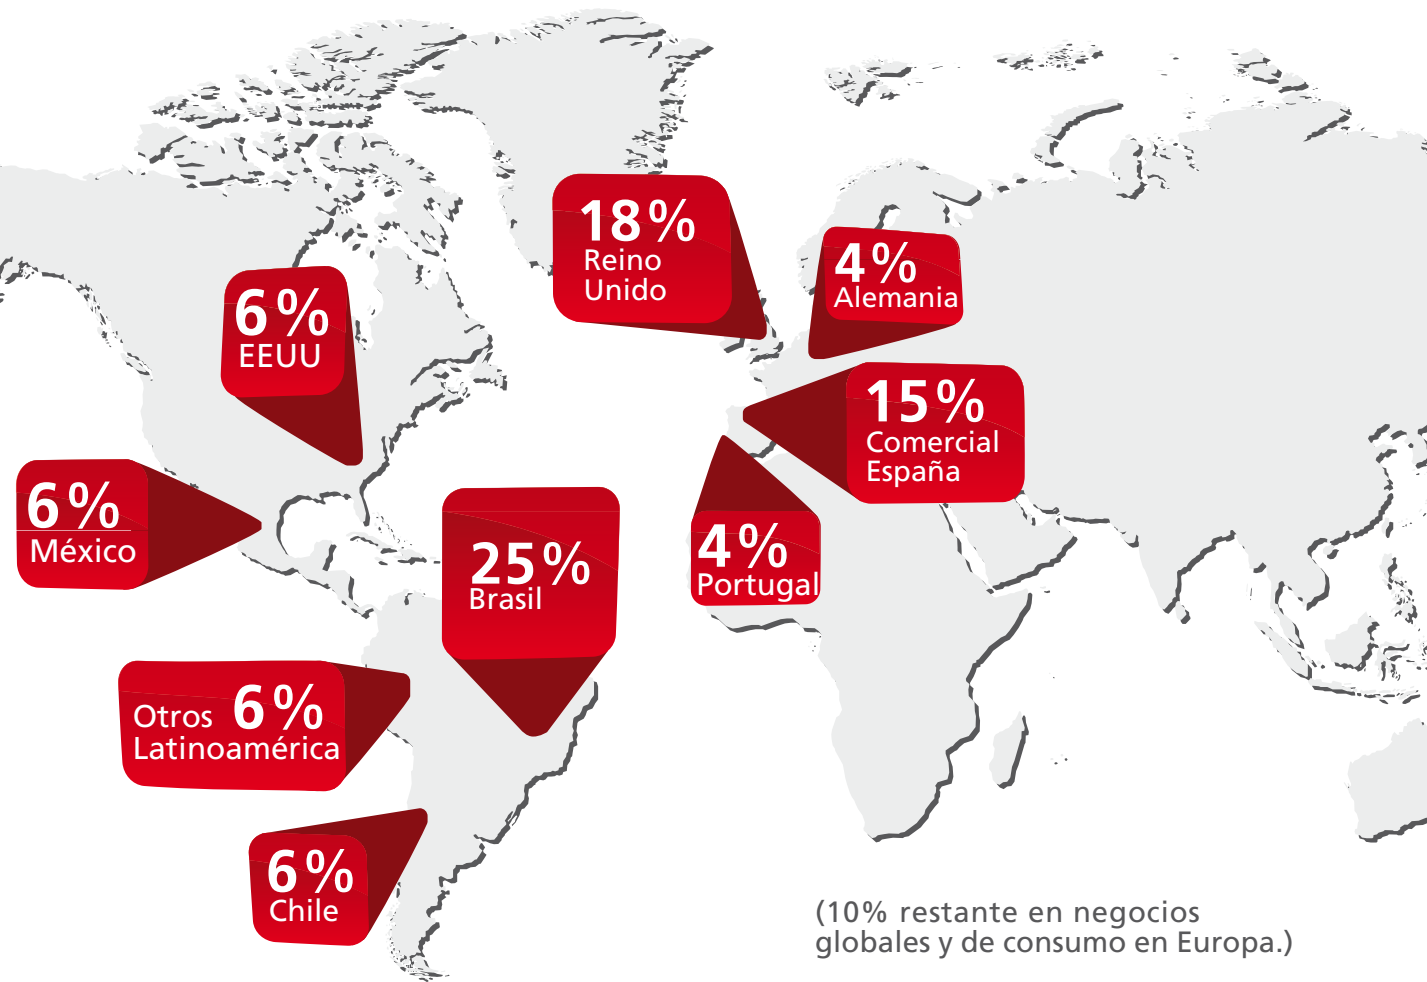 18%
Reino
Unido
4%
Alemania
6%
EEUU
15%
Comercial
España
6%
México
25%
Brasil
4%
Portugal
Otros 6%
Latinoamérica
6%
Chile
(10% restante en negocios
globales y de consumo en Europa.)